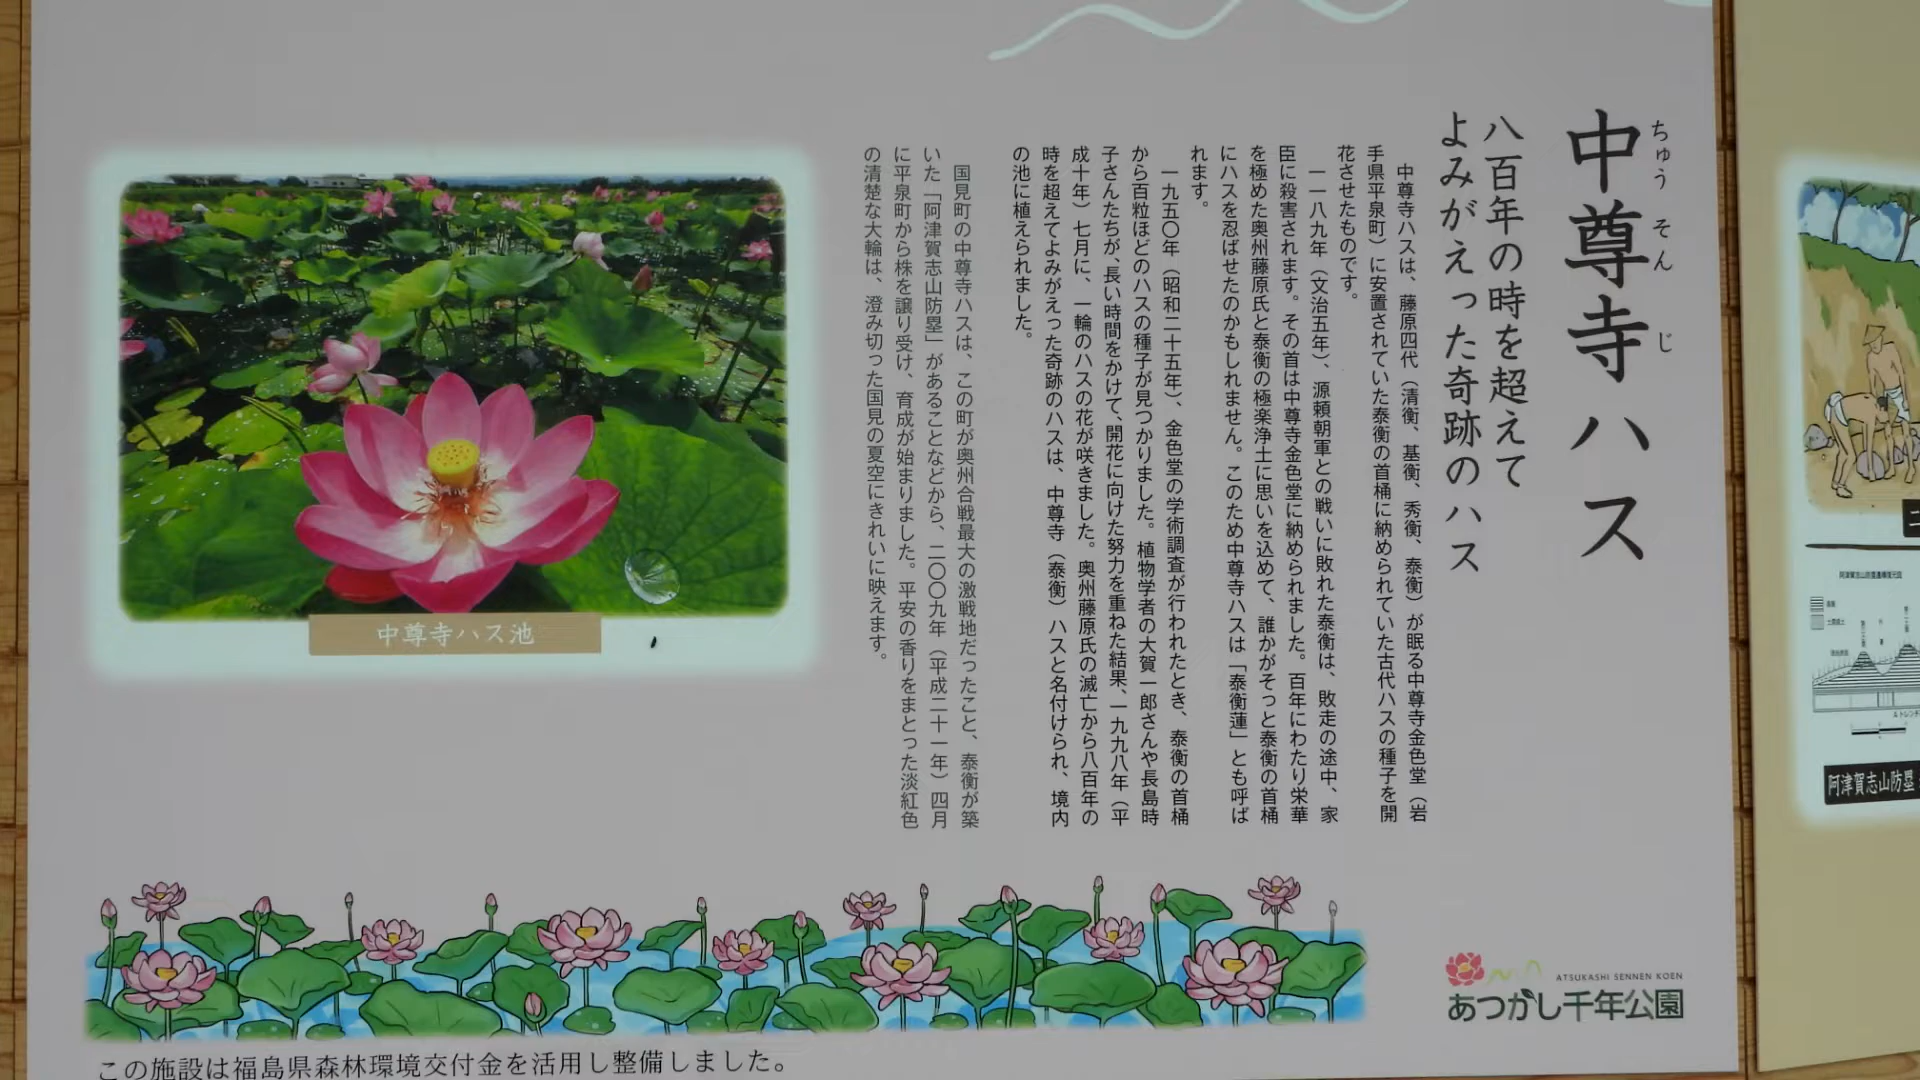 中尊寺ハス
ちゅう そん じ
八百年の時を超えて
よみがえった奇跡のハス
中尊寺ハスは、藤原四代（清衡、基衡、秀衡、泰衡）が眠る中尊寺金色堂（岩
手県平泉町）に安置されていた泰衡の首桶に納められていた古代ハスの種子を開
花させたものです。
一一八九年（文治五年）、源頼朝軍との戦いに敗れた泰衡は、敗走の途中、家
臣に殺害されます。その首は中尊寺金色堂に納められました。百年にわたり栄華
を極めた奥州藤原氏と泰衡の極楽浄土に思いを込めて、誰かがそっと泰衡の首桶
にハスを忍ばせたのかもしれません。このため中尊寺ハスは「泰衡蓮」とも呼ば
れます。
一九五〇年（昭和二十五年）、金色堂の学術調査が行われたとき、泰衡の首桶
から百粒ほどのハスの種子が見つかりました。植物学者の大賀一郎さんや長島時
子さんたちが、長い時間をかけて、開花に向けた努力を重ねた結果、一九九八年（平
成十年）七月に、一輪のハスの花が咲きました。奥州藤原氏の滅亡から八百年の
時を超えてよみがえった奇跡のハスは、中尊寺（泰衡）ハスと名付けられ、境内
の池に植えられました。
国見町の中尊寺ハスは、この町が奥州合戦最大の激戦地だったこと、泰衡が築
いた「阿津賀志山防塁」があることなどから、二〇〇九年（平成二十一年）四月
に平泉町から株を譲り受け、育成が始まりました。平安の香りをまとった淡紅色
の清楚な大輪は、澄み切った国見の夏空にきれいに映えます。
中尊寺ハス池
ATSUKASHI SENNEN KOEN
あつかし千年公園
この施設は福島県森林環境交付金を活用し整備しました。
阿津賀志山防塁